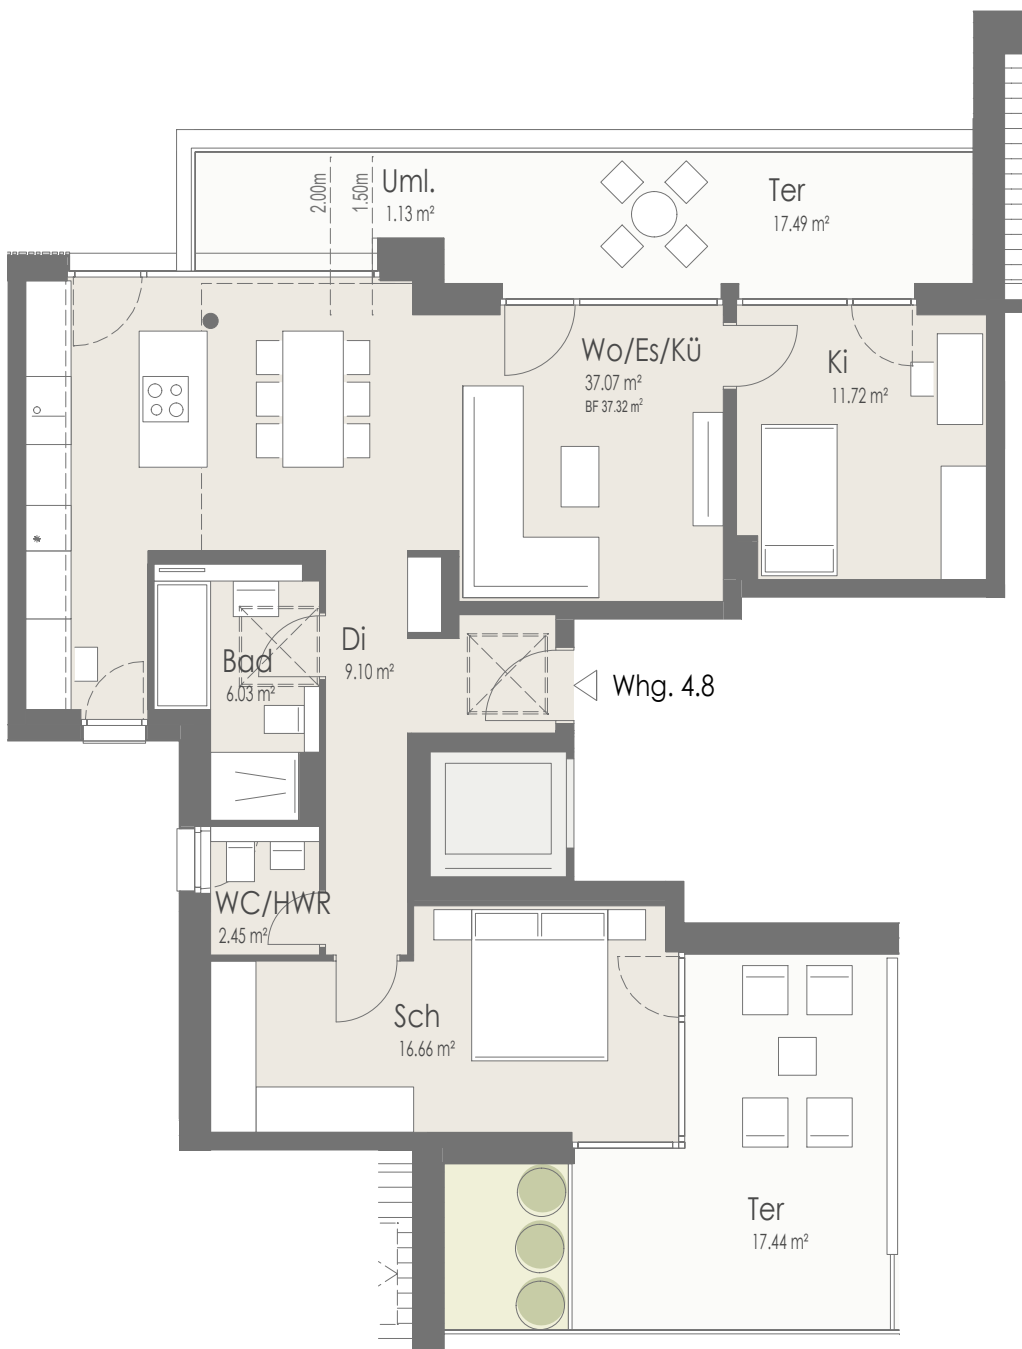 2.00m
1.50m
Uml.
1.13 m²
Ter
17.49 m²
Wo/Es/Kü
37.07 m²
BF 37.32 m²
Ki
11.72 m²
Di
9.10 m²
Bad
6.03 m²
Whg. 4.8
WC/HWR
2.45 m²
Sch
16.66 m²
Ter
17.44 m²